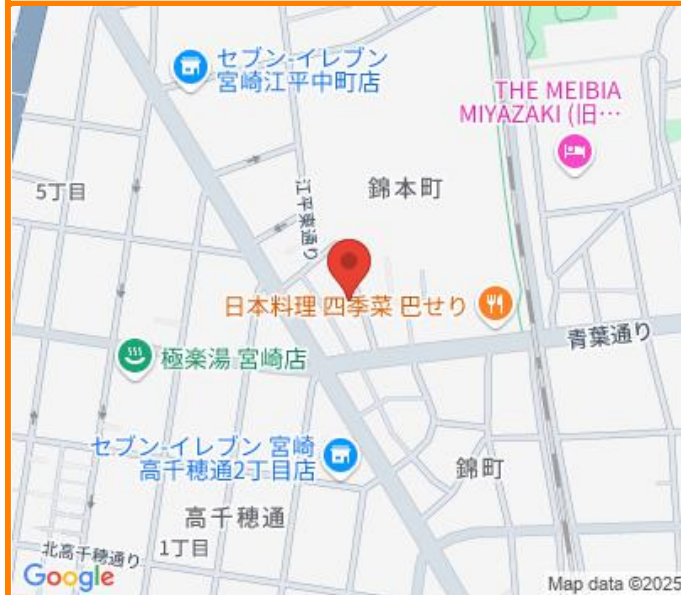 セブン-イレブン
宮崎江平中町店
THE MEIBIA
MIYAZAKI (旧…
5丁目
江平東通り
錦本町
日本料理 四季菜 巴せり
青葉通り
極楽湯 宮崎店
セブン-イレブン 宮崎
高千穂通2丁目店
錦町
高千穂通
1丁目
北高千穂通り
Google
Map data ©2025